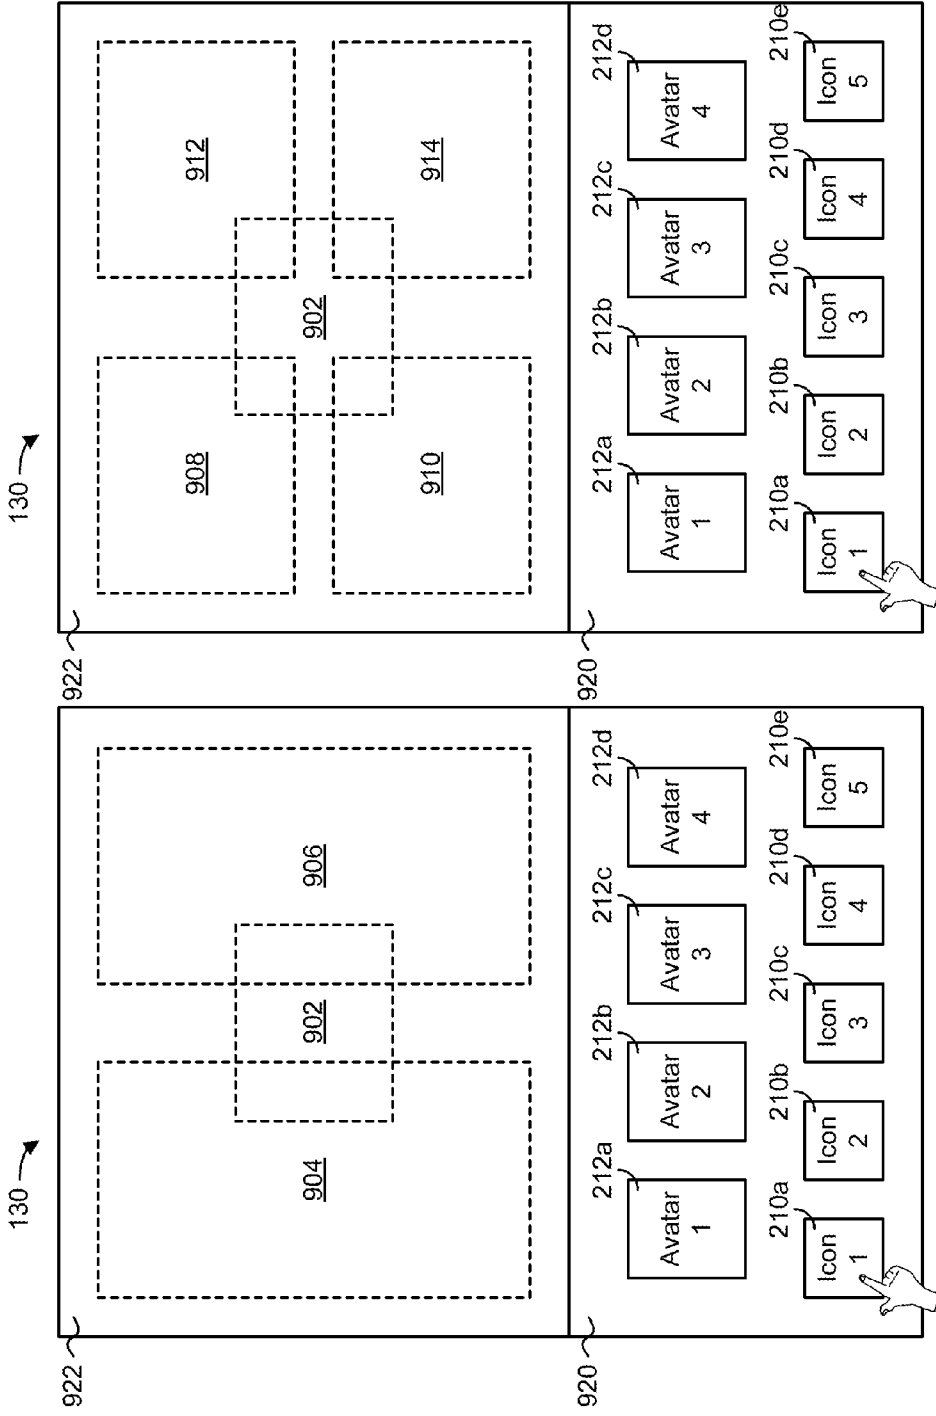 130
922
904 902 906
920
212a 212b 212c 212d
Avatar Avatar Avatar Avatar
1 2 3 4
210a 210b 210c 210d 210e
Icon Icon Icon Icon Icon
1 2 3 4 5
130
922
908 912
902
910 914
920
212a 212b 212c 212d
Avatar Avatar Avatar Avatar
1 2 3 4
210a 210b 210c 210d 210e
Icon Icon Icon Icon Icon
1 2 3 4 5